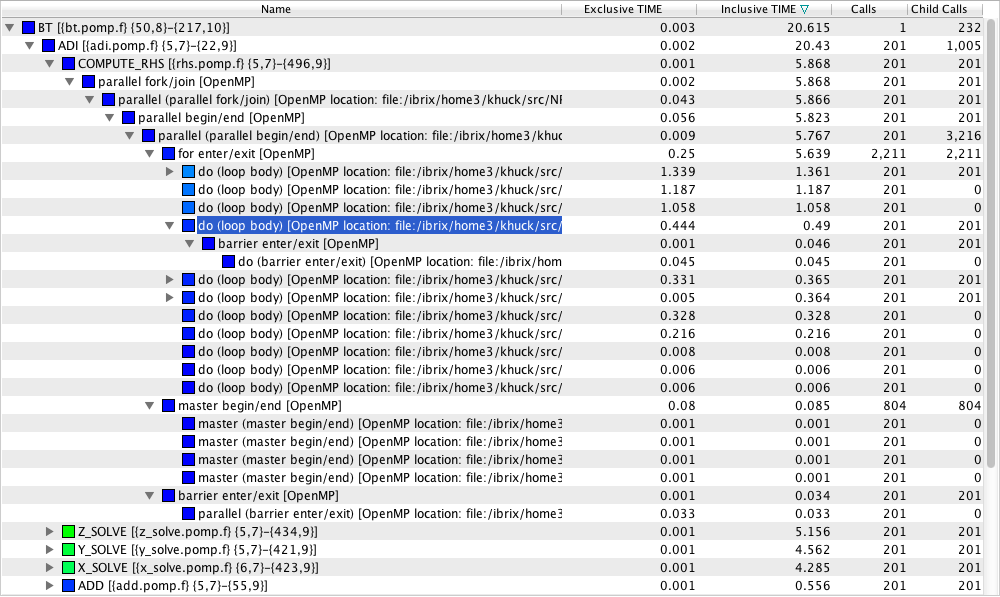 Name Exclusive TIME Inclusive TIME ▽ Calls Child Calls
BT [{bt.pomp.f} {50,8}-{217,10}] 0.003 20.615 1 232
ADI [{adi.pomp.f} {5,7}-{22,9}] 0.002 20.43 201 1,005
COMPUTE_RHS [{rhs.pomp.f} {5,7}-{496,9}] 0.001 5.868 201 201
parallel fork/join [OpenMP] 0.002 5.868 201 201
parallel (parallel fork/join) [OpenMP location: file:/ibrix/home3/khuck/src/NF 0.043 5.866 201 201
parallel begin/end [OpenMP] 0.056 5.823 201 201
parallel (parallel begin/end) [OpenMP location: file:/ibrix/home3/khuc 0.009 5.767 201 3,216
for enter/exit [OpenMP] 0.25 5.639 2,211 2,211
do (loop body) [OpenMP location: file:/ibrix/home3/khuck/src/ 1.339 1.361 201 201
do (loop body) [OpenMP location: file:/ibrix/home3/khuck/src/ 1.187 1.187 201 0
do (loop body) [OpenMP location: file:/ibrix/home3/khuck/src/ 1.058 1.058 201 0
do (loop body) [OpenMP location: file:/ibrix/home3/khuck/src/ 0.444 0.49 201 201
barrier enter/exit [OpenMP] 0.001 0.046 201 201
do (barrier enter/exit) [OpenMP location: file:/ibrix/hom 0.045 0.045 201 0
do (loop body) [OpenMP location: file:/ibrix/home3/khuck/src/ 0.331 0.365 201 201
do (loop body) [OpenMP location: file:/ibrix/home3/khuck/src/ 0.005 0.364 201 201
do (loop body) [OpenMP location: file:/ibrix/home3/khuck/src/ 0.328 0.328 201 0
do (loop body) [OpenMP location: file:/ibrix/home3/khuck/src/ 0.216 0.216 201 0
do (loop body) [OpenMP location: file:/ibrix/home3/khuck/src/ 0.008 0.008 201 0
do (loop body) [OpenMP location: file:/ibrix/home3/khuck/src/ 0.006 0.006 201 0
do (loop body) [OpenMP location: file:/ibrix/home3/khuck/src/ 0.006 0.006 201 0
master begin/end [OpenMP] 0.08 0.085 804 804
master (master begin/end) [OpenMP location: file:/ibrix/home3 0.001 0.001 201 0
master (master begin/end) [OpenMP location: file:/ibrix/home3 0.001 0.001 201 0
master (master begin/end) [OpenMP location: file:/ibrix/home3 0.001 0.001 201 0
master (master begin/end) [OpenMP location: file:/ibrix/home3 0.001 0.001 201 0
barrier enter/exit [OpenMP] 0.001 0.034 201 201
parallel (barrier enter/exit) [OpenMP location: file:/ibrix/home3 0.033 0.033 201 0
Z_SOLVE [{z_solve.pomp.f} {5,7}-{434,9}] 0.001 5.156 201 201
Y_SOLVE [{y_solve.pomp.f} {5,7}-{421,9}] 0.001 4.562 201 201
X_SOLVE [{x_solve.pomp.f} {6,7}-{423,9}] 0.001 4.285 201 201
ADD [{add.pomp.f} {5,7}-{55,9}] 0.001 0.556 201 201